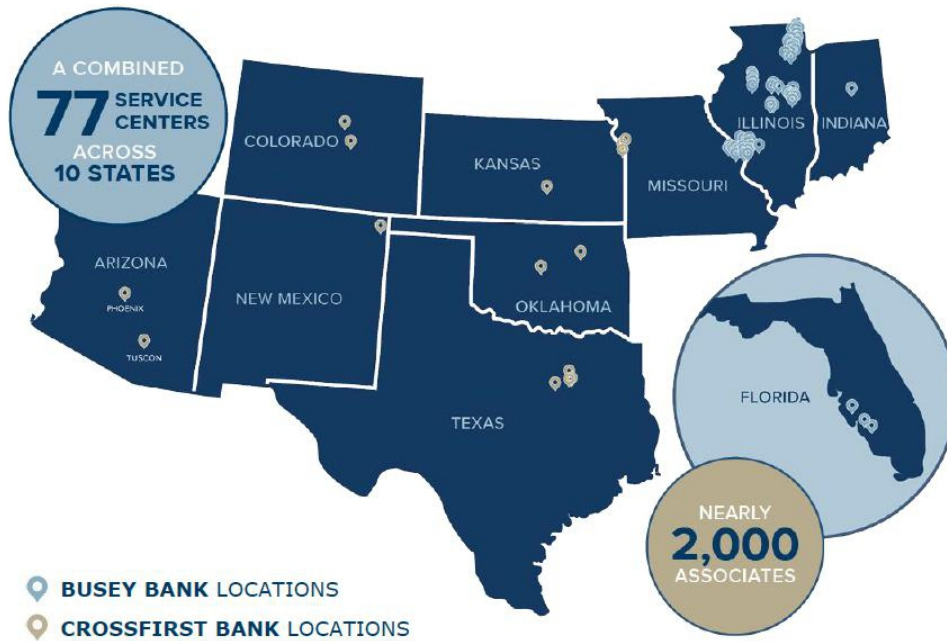 A COMBINED
77 SERVICE
CENTERS
ACROSS
10 STATES
COLORADO
KANSAS
MISSOURI
ILLINOIS
INDIANA
ARIZONA
PHOENIX
TUSCON
NEW MEXICO
OKLAHOMA
TEXAS
FLORIDA
NEARLY
2,000
ASSOCIATES
BUSEY BANK LOCATIONS
CROSSFIRST BANK LOCATIONS